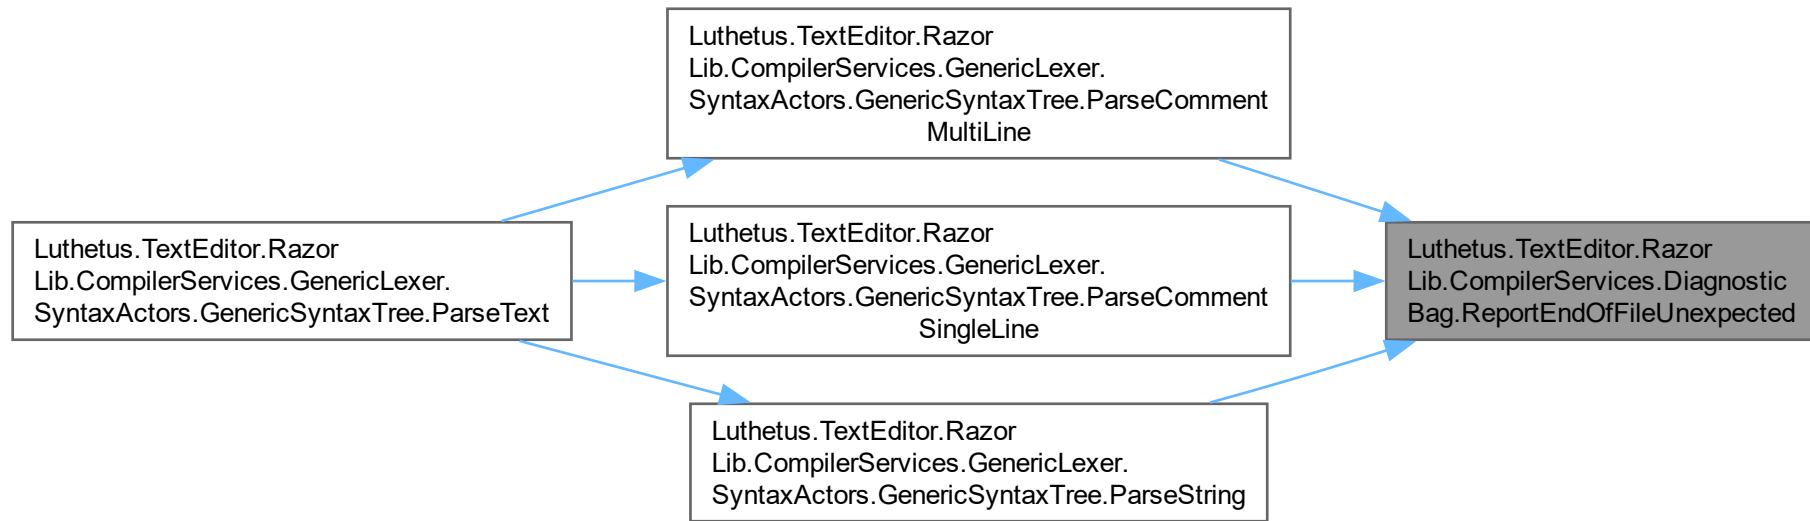 Luthetus.TextEditor.Razor
Lib.CompilerServices.GenericLexer.
SyntaxActors.GenericSyntaxTree.ParseText
Luthetus.TextEditor.Razor
Lib.CompilerServices.GenericLexer.
SyntaxActors.GenericSyntaxTree.ParseComment
MultiLine
Luthetus.TextEditor.Razor
Lib.CompilerServices.GenericLexer.
SyntaxActors.GenericSyntaxTree.ParseComment
SingleLine
Luthetus.TextEditor.Razor
Lib.CompilerServices.GenericLexer.
SyntaxActors.GenericSyntaxTree.ParseString
Luthetus.TextEditor.Razor
Lib.CompilerServices.Diagnostic
Bag.ReportEndOfFileUnexpected